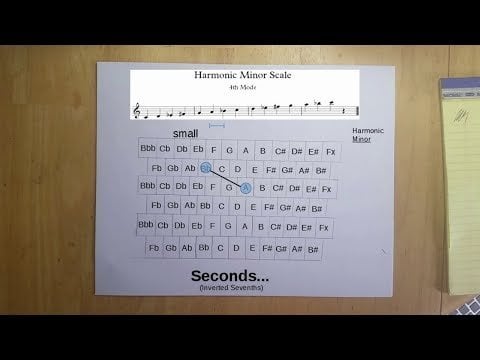 Harmonic Minor Scale
4th Mode
small
Harmonic
Minor
Bbb Cb Db Eb F G A B C# D# E# Fx
Fb Gb Ab Bb C D E F# G# A# B#
Bbb Cb Db Eb F G A B C# D# E# Fx
Fb Gb Ab Bb C D E F# G# A# B#
Bbb Cb Db Eb F G A B C# D# E# Fx
Fb Gb Ab Bb C D E F# G# A# B#
Seconds...
(Inverted Sevenths)